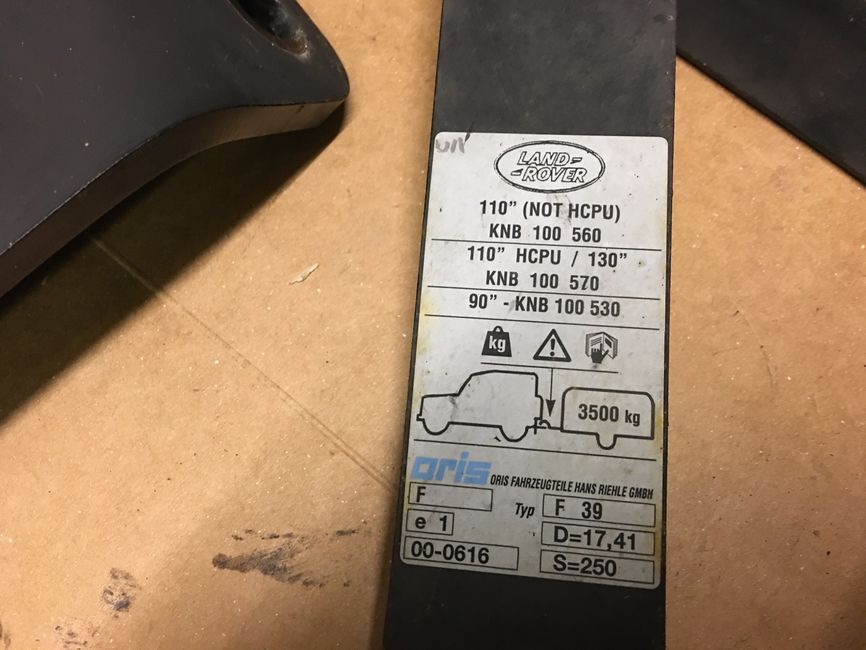 LAND-
-ROVER
110" (NOT HCPU)
KNB 100 560
110" HCPU / 130"
KNB 100 570
90" - KNB 100 530
kg
3500 kg
oris ORIS FAHRZEUGTEILE HANS RIEHLE GMBH
F Typ F 39
e 1 D=17,41
00-0616 S=250